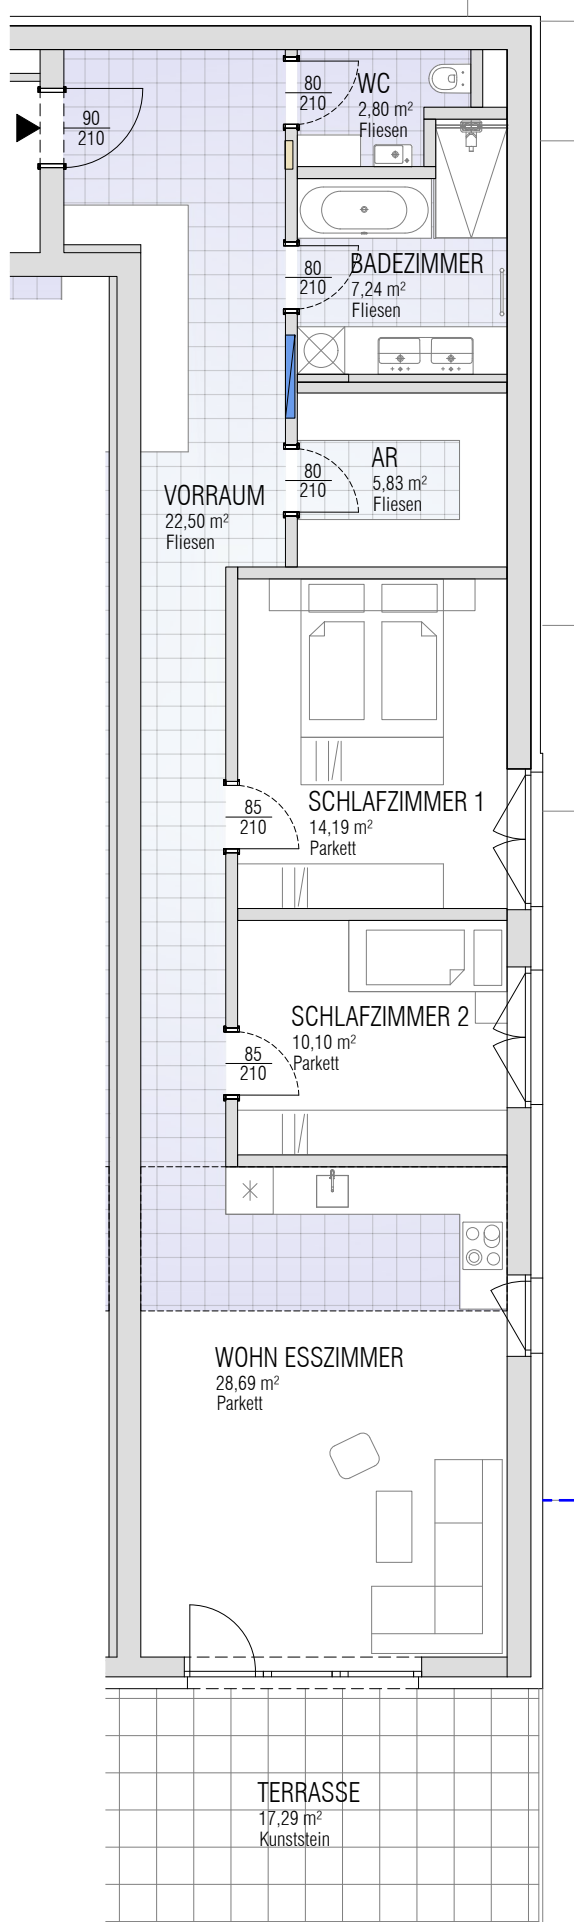 80
210
WC
2,80 m²
Fliesen
90
210
80
210
BADEZIMMER
7,24 m²
Fliesen
80
210
AR
5,83 m²
Fliesen
VORRAUM
22,50 m²
Fliesen
85
210
SCHLAFZIMMER 1
14,19 m²
Parkett
SCHLAFZIMMER 2
10,10 m²
Parkett
85
210
WOHN ESSZIMMER
28,69 m²
Parkett
TERRASSE
17,29 m²
Kunststein